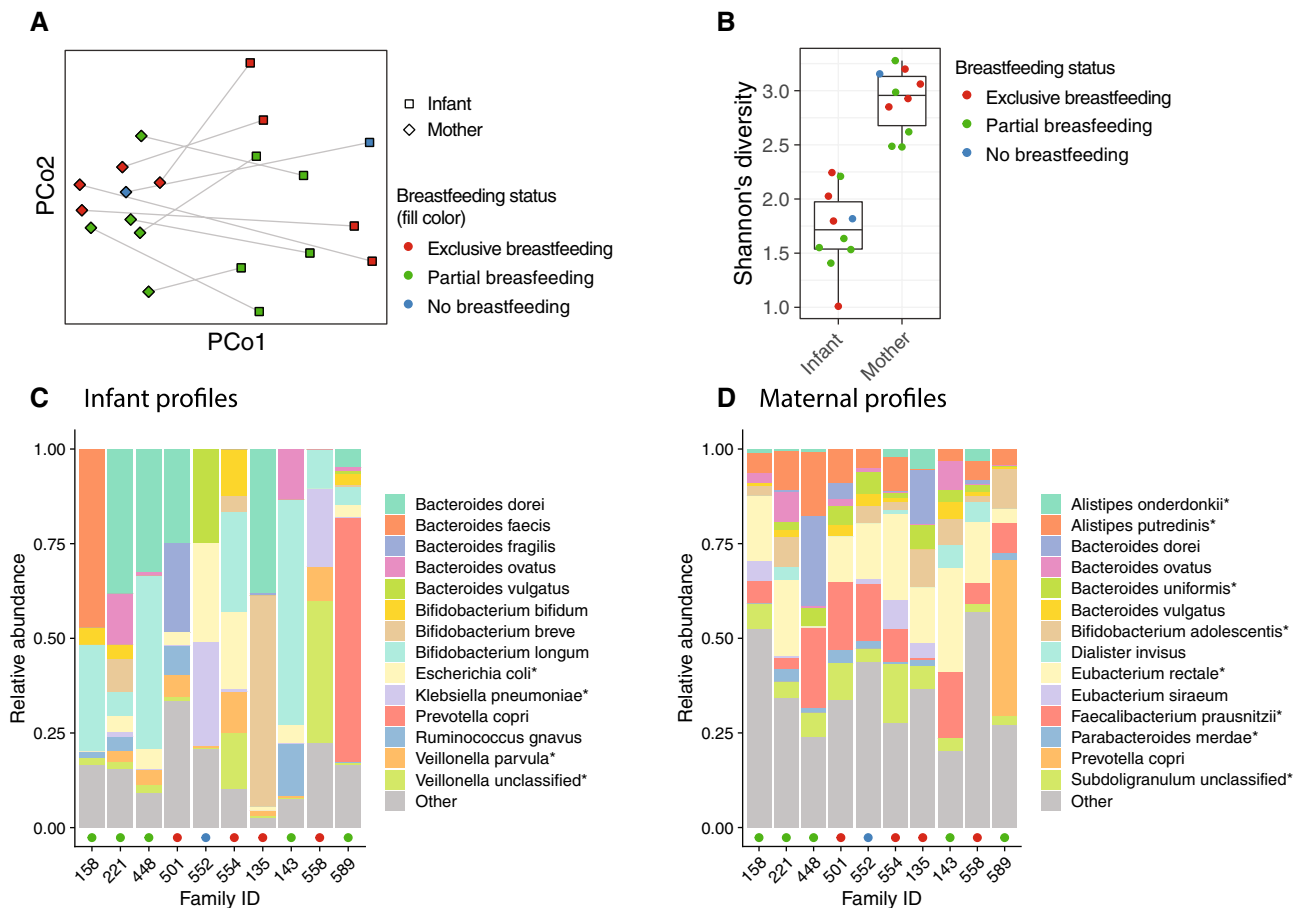 A
PCo2
PCo1
Infant
Mother
Breastfeeding status
(fill color)
Exclusive breastfeeding
Partial breasfeeding
No breastfeeding
B
Shannon's diversity
3.0
2.5
2.0
1.5
1.0
Infant
Mother
Breastfeeding status
Exclusive breastfeeding
Partial breasfeeding
No breastfeeding
C
Infant profiles
Relative abundance
1.00
0.75
0.50
0.25
0.00
158 221 448 501 552 554 135 143 558 589
Family ID
Bacteroides dorei
Bacteroides faecis
Bacteroides fragilis
Bacteroides ovatus
Bacteroides vulgatus
Bifidobacterium bifidum
Bifidobacterium breve
Bifidobacterium longum
Escherichia coli*
Klebsiella pneumoniae*
Prevotella copri
Ruminococcus gnavus
Veillonella parvula*
Veillonella unclassified*
Other
D
Maternal profiles
Relative abundance
1.00
0.75
0.50
0.25
0.00
158 221 448 501 552 554 135 143 558 589
Family ID
Alistipes onderdonkii*
Alistipes putredinis*
Bacteroides dorei
Bacteroides ovatus
Bacteroides uniformis*
Bacteroides vulgatus
Bifidobacterium adolescentis*
Dialister invisus
Eubacterium rectale*
Eubacterium siraeum
Faecalibacterium prausnitzii*
Parabacteroides merdae*
Prevotella copri
Subdoligranulum unclassified*
Other